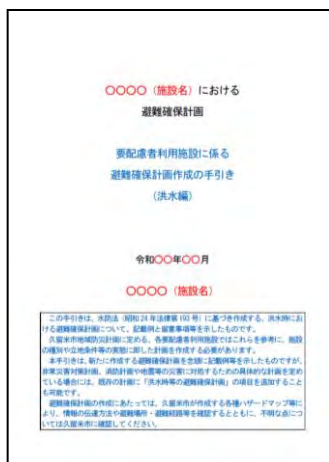 〇〇〇〇（施設名）における
避難確保計画
要配慮者利用施設に係る
避難確保計画作成の手引き
（洪水編）
令和〇〇年〇〇月
〇〇〇〇（施設名）
この手引きは、水防法（昭和 24 年法律第 193 号）に基づき作成する、洪水時にお
ける避難確保計画について、記載例と留意事項等を示したものです。
久留米市地域防災計画に定める、各要配慮者利用施設ではこれらを参考に、施設
の種別や立地条件等の実態に即した計画を作成する必要があります。
本手引きは、新たに作成する避難確保計画を念頭に記載例等を示したものですが、
非常災害対策計画、消防計画や地震等の災害に対処するための具体的な計画を定め
ている場合には、既存の計画に「洪水時等の避難確保計画」の項目を追加すること
も可能です。
避難確保計画の作成にあたっては、久留米市が作成する各種ハザードマップ等によ
り、情報の伝達方法や避難場所・避難経路等を確認するとともに、不明な点につい
ては久留米市に確認してください。